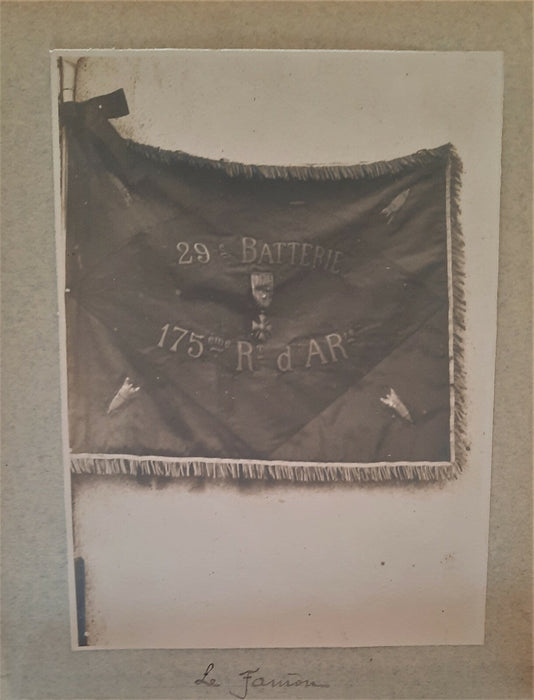 29e BATTERIE
175eme Rt d'ARie
Le Fanion